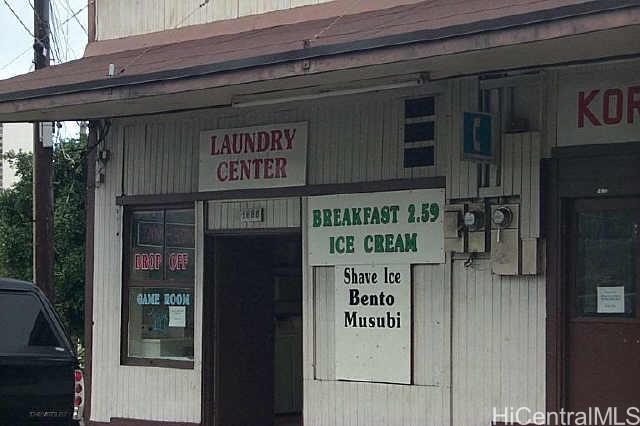 LAUNDRY
CENTER
KOR
BREAKFAST 2.59
ICE CREAM
Shave Ice
Bento
Musubi
DROP OFF
GAME ROOM
HiCentralMLS